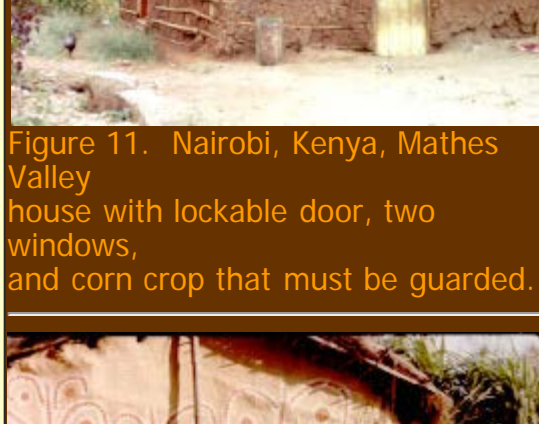 Figure 11.  Nairobi, Kenya, Mathes
Valley
house with lockable door, two
windows,
and corn crop that must be guarded.